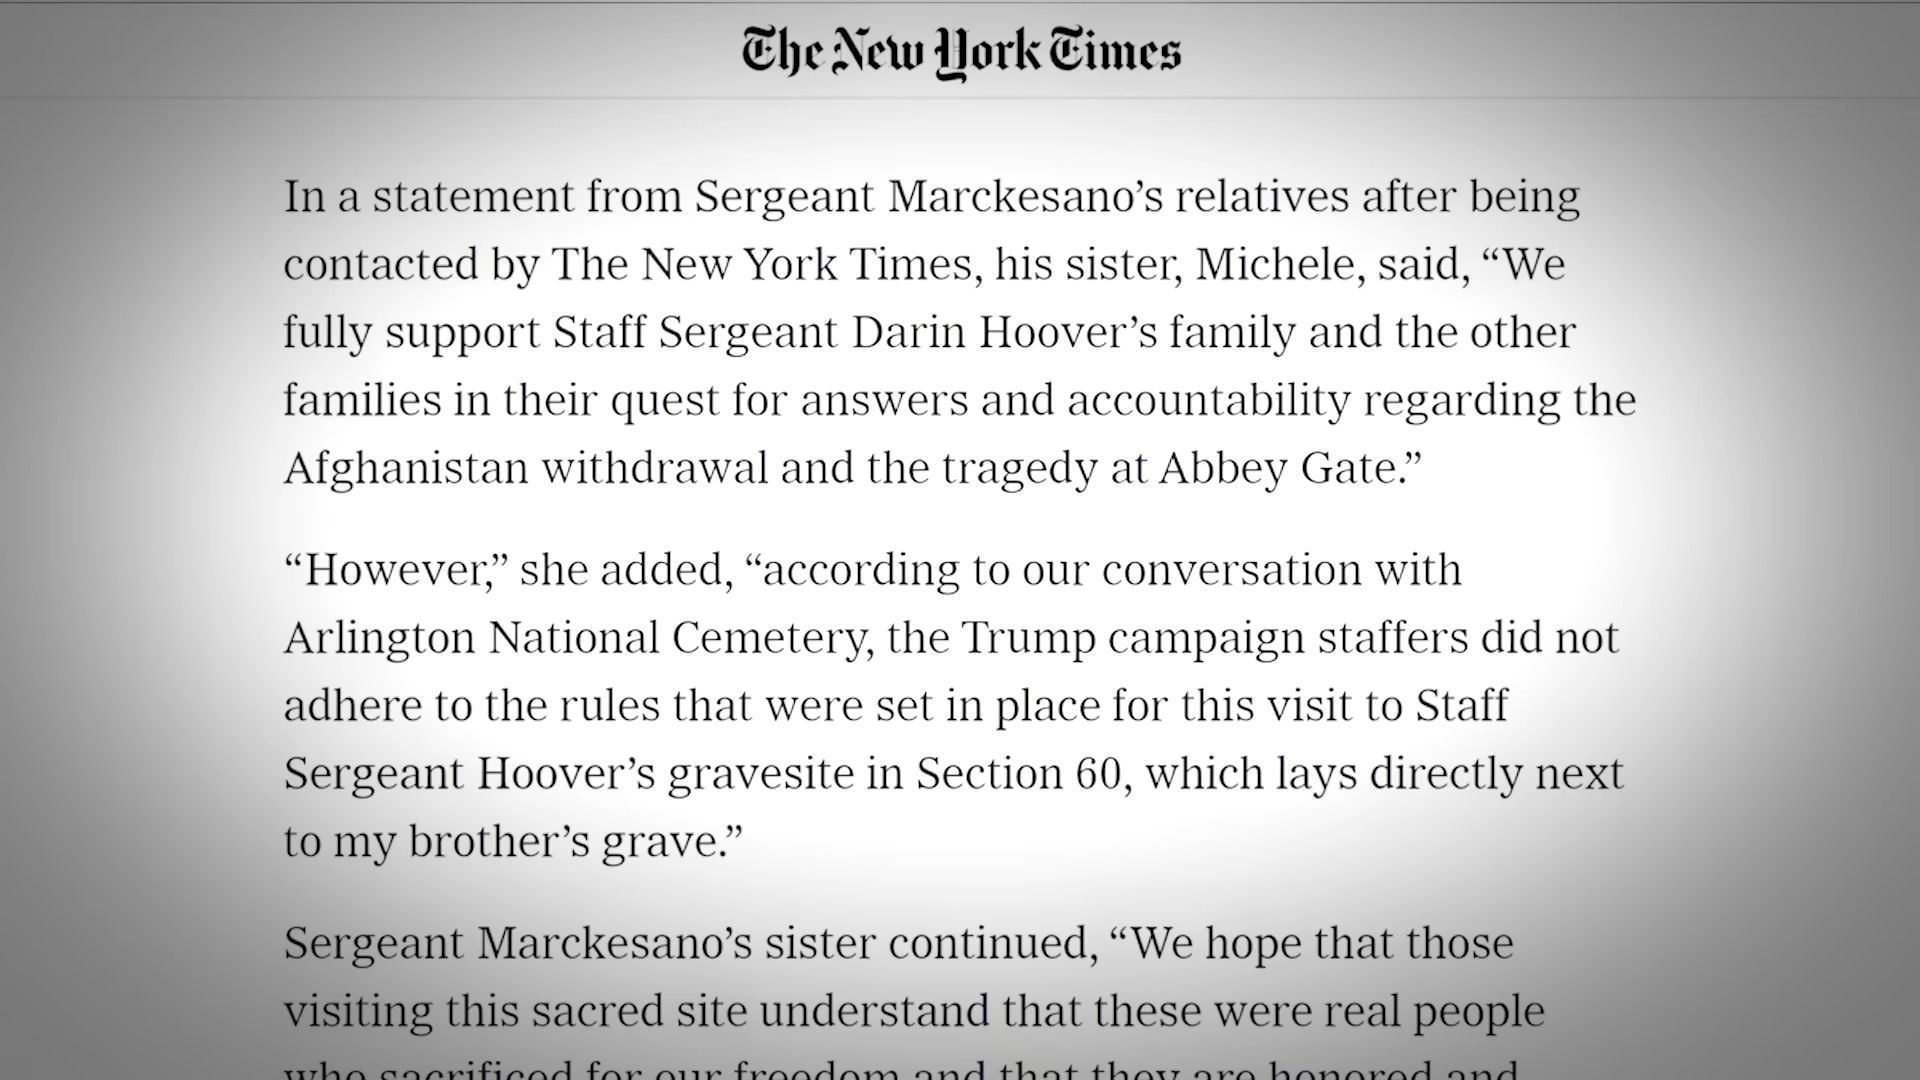 The New York Times
In a statement from Sergeant Marckesano’s relatives after being
contacted by The New York Times, his sister, Michele, said, “We
fully support Staff Sergeant Darin Hoover’s family and the other
families in their quest for answers and accountability regarding the
Afghanistan withdrawal and the tragedy at Abbey Gate.”
“However,” she added, “according to our conversation with
Arlington National Cemetery, the Trump campaign staffers did not
adhere to the rules that were set in place for this visit to Staff
Sergeant Hoover’s gravesite in Section 60, which lays directly next
to my brother’s grave.”
Sergeant Marckesano’s sister continued, “We hope that those
visiting this sacred site understand that these were real people
who sacrificed for our freedom and that they are honored and